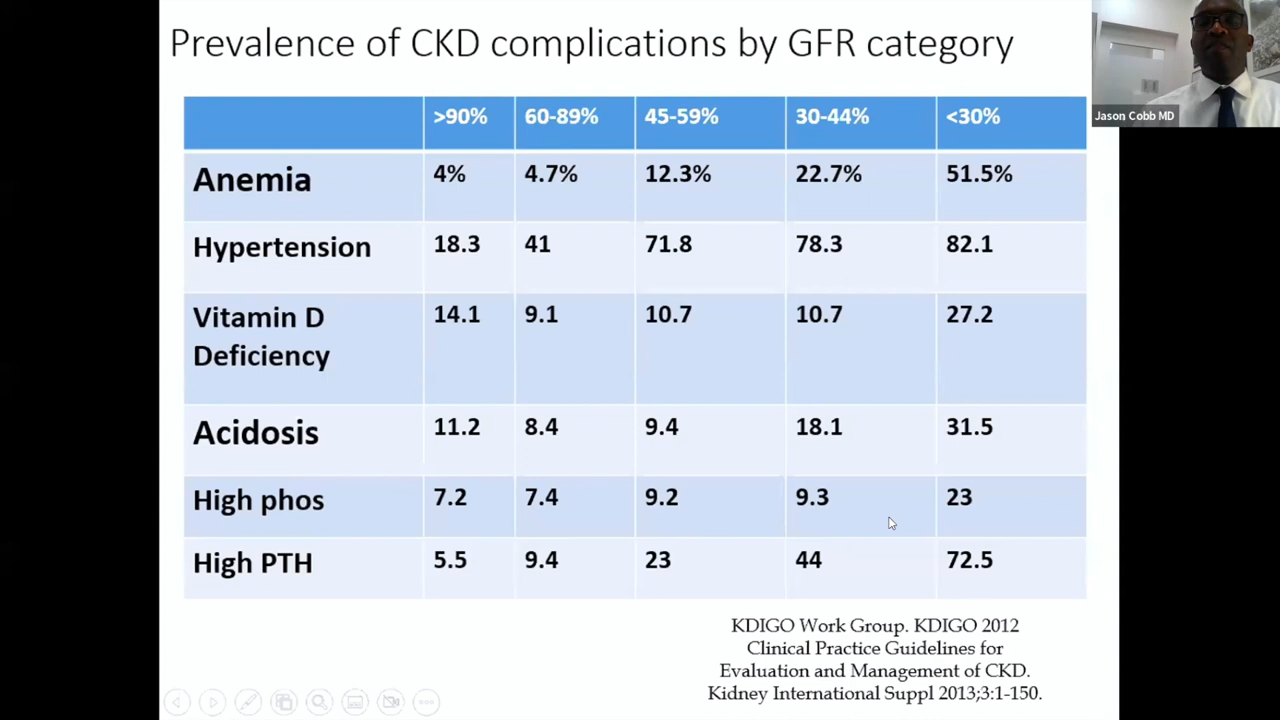 Prevalence of CKD complications by GFR category
Jason Cobb MD
>90% 60-89% 45-59% 30-44% <30%
Anemia 4% 4.7% 12.3% 22.7% 51.5%
Hypertension 18.3 41 71.8 78.3 82.1
Vitamin D 14.1 9.1 10.7 10.7 27.2
Deficiency
Acidosis 11.2 8.4 9.4 18.1 31.5
High phos 7.2 7.4 9.2 9.3 23
High PTH 5.5 9.4 23 44 72.5
KDIGO Work Group. KDIGO 2012
Clinical Practice Guidelines for
Evaluation and Management of CKD.
Kidney International Suppl 2013;3:1-150.